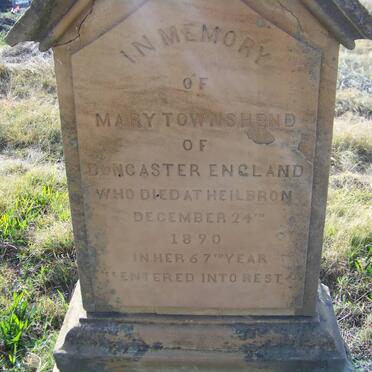 IN MEMORY
OF
MARY TOWNSHEND
OF
DONCASTER ENGLAND
WHO DIED AT HEILBRON
DECEMBER 24TH
1890
IN HER 67TH YEAR
"ENTERED INTO REST"